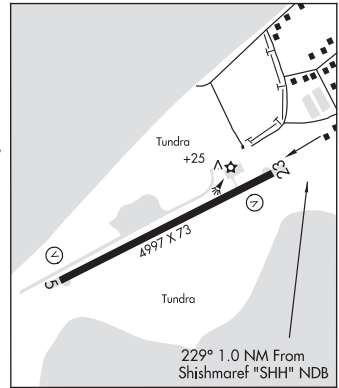 Tundra
+25
23
V
4997 X 73
V
5
Tundra
229° 1.0 NM From
Shishmaref "SHH" NDB